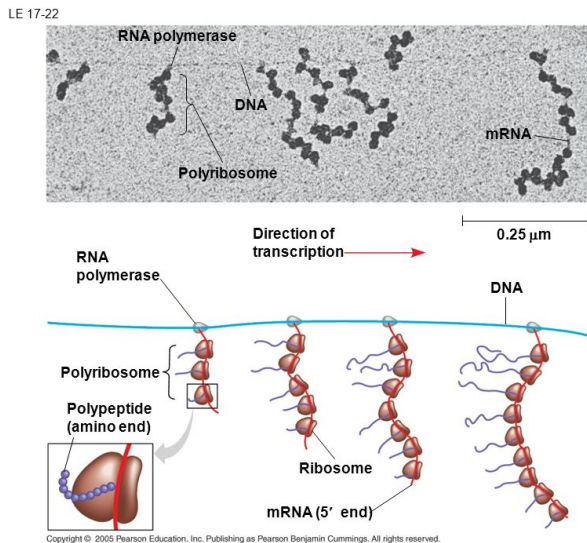 LE 17-22
RNA polymerase
DNA
mRNA
Polyribosome
0.25 μm
Direction of
transcription
RNA
polymerase
DNA
Polyribosome
Polypeptide
(amino end)
Ribosome
mRNA (5′ end)
Copyright © 2005 Pearson Education, Inc. Publishing as Pearson Benjamin Cummings. All rights reserved.